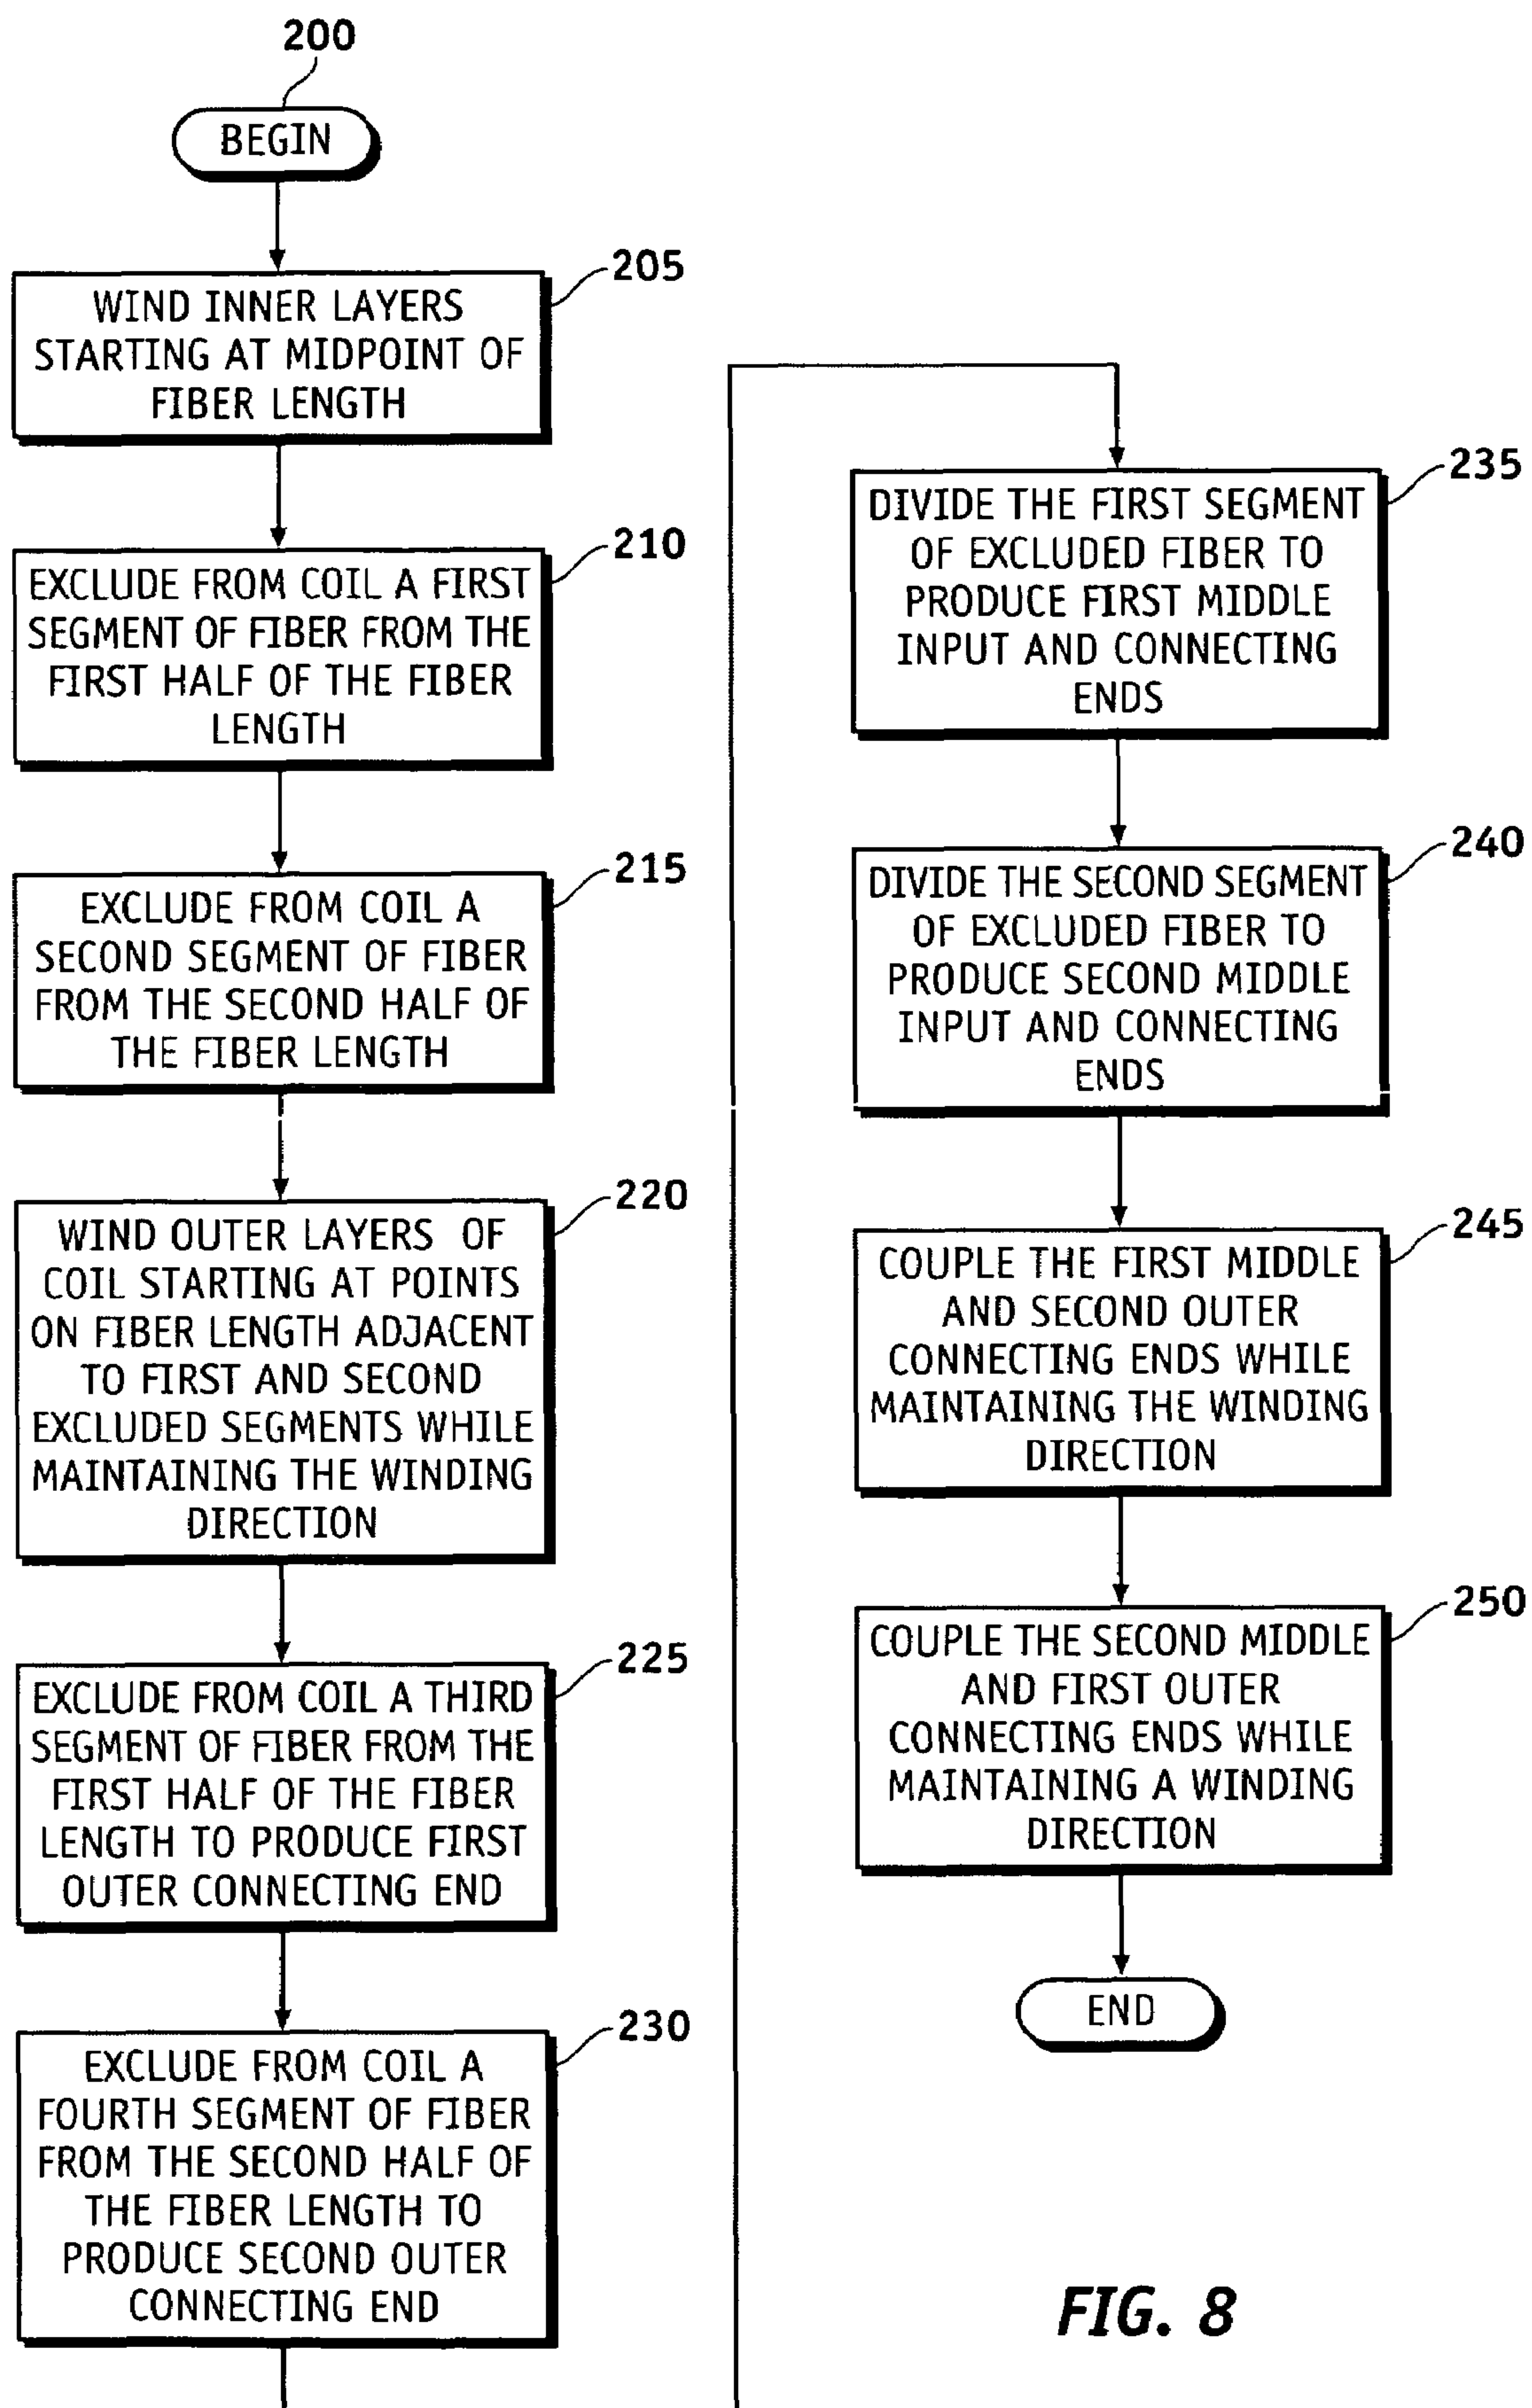 200
BEGIN
205
WIND INNER LAYERS
STARTING AT MIDPOINT OF
FIBER LENGTH
210
EXCLUDE FROM COIL A FIRST
SEGMENT OF FIBER FROM THE
FIRST HALF OF THE FIBER
LENGTH
215
EXCLUDE FROM COIL A
SECOND SEGMENT OF FIBER
FROM THE SECOND HALF OF
THE FIBER LENGTH
220
WIND OUTER LAYERS OF
COIL STARTING AT POINTS
ON FIBER LENGTH ADJACENT
TO FIRST AND SECOND
EXCLUDED SEGMENTS WHILE
MAINTAINING THE WINDING
DIRECTION
225
EXCLUDE FROM COIL A THIRD
SEGMENT OF FIBER FROM THE
FIRST HALF OF THE FIBER
LENGTH TO PRODUCE FIRST
OUTER CONNECTING END
230
EXCLUDE FROM COIL A
FOURTH SEGMENT OF FIBER
FROM THE SECOND HALF OF
THE FIBER LENGTH TO
PRODUCE SECOND OUTER
CONNECTING END
235
DIVIDE THE FIRST SEGMENT
OF EXCLUDED FIBER TO
PRODUCE FIRST MIDDLE
INPUT AND CONNECTING
ENDS
240
DIVIDE THE SECOND SEGMENT
OF EXCLUDED FIBER TO
PRODUCE SECOND MIDDLE
INPUT AND CONNECTING
ENDS
245
COUPLE THE FIRST MIDDLE
AND SECOND OUTER
CONNECTING ENDS WHILE
MAINTAINING THE WINDING
DIRECTION
250
COUPLE THE SECOND MIDDLE
AND FIRST OUTER
CONNECTING ENDS WHILE
MAINTAINING A WINDING
DIRECTION
END
FIG. 8